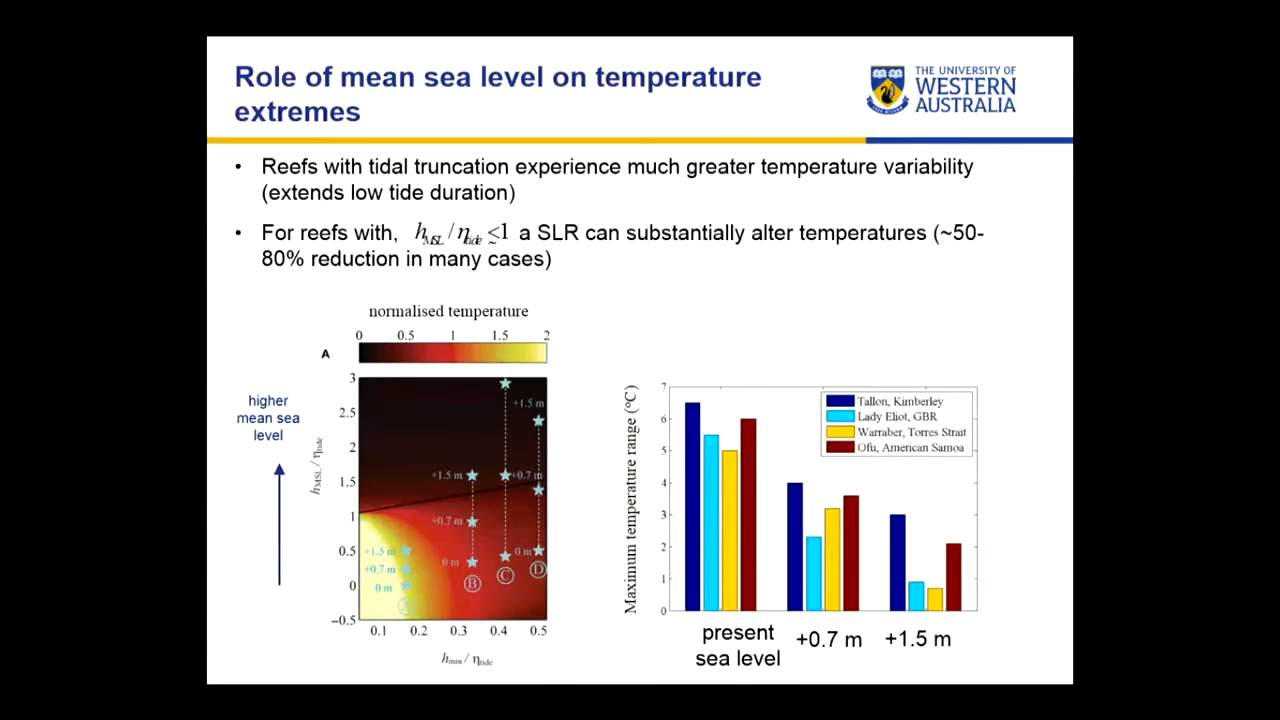 Role of mean sea level on temperature
extremes
THE UNIVERSITY OF
WESTERN
AUSTRALIA
• Reefs with tidal truncation experience much greater temperature variability
(extends low tide duration)
• For reefs with, h_MSL / η_tide ≲ 1 a SLR can substantially alter temperatures (~50-
80% reduction in many cases)
normalised temperature
0 0.5 1 1.5 2
A
higher
mean sea
level
h_MSL / η_tide
3
2.5
2
1.5
1
0.5
0
−0.5
+1.5 m
+1.5 m
+0.7 m
+0.7 m
0 m
0 m
+1.5 m
+0.7 m
0 m
B
C
D
0.1 0.2 0.3 0.4 0.5
h_min / η_tide
Maximum temperature range (°C)
7
6
5
4
3
2
1
0
Tallon, Kimberley
Lady Eliot, GBR
Warraber, Torres Strait
Ofu, American Samoa
present
sea level
+0.7 m
+1.5 m